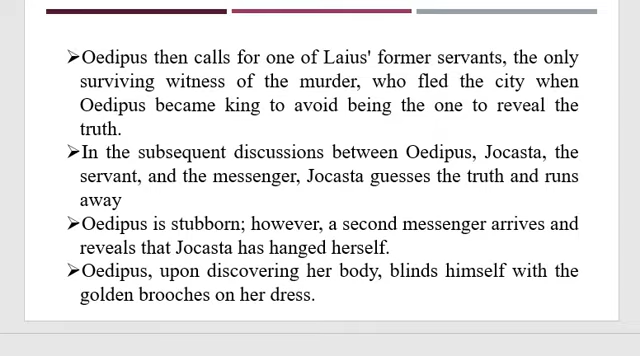 ➢Oedipus then calls for one of Laius' former servants, the only
surviving witness of the murder, who fled the city when
Oedipus became king to avoid being the one to reveal the
truth.
➢In the subsequent discussions between Oedipus, Jocasta, the
servant, and the messenger, Jocasta guesses the truth and runs
away
➢Oedipus is stubborn; however, a second messenger arrives and
reveals that Jocasta has hanged herself.
➢Oedipus, upon discovering her body, blinds himself with the
golden brooches on her dress.